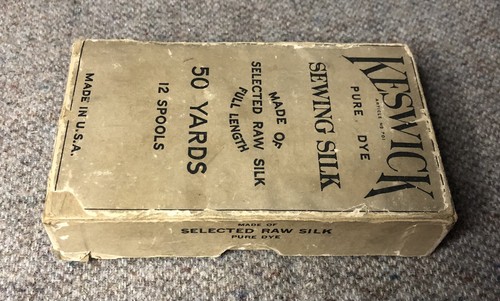 KESWICK
PURE DYE
SEWING SILK
MADE OF
SELECTED RAW SILK
FULL LENGTH
50 YARDS
12 SPOOLS
MADE IN U.S.A.
MADE OF
SELECTED RAW SILK
PURE DYE